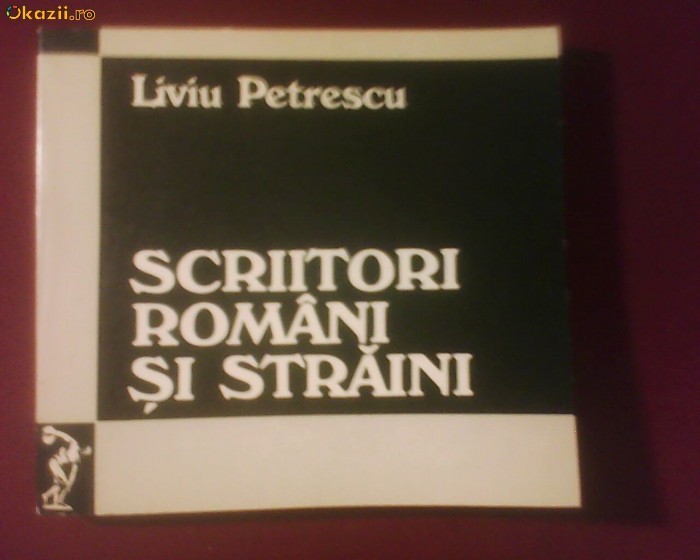 Okazii.ro
Liviu Petrescu
SCRIITORI
ROMÂNI
ȘI STRĂINI